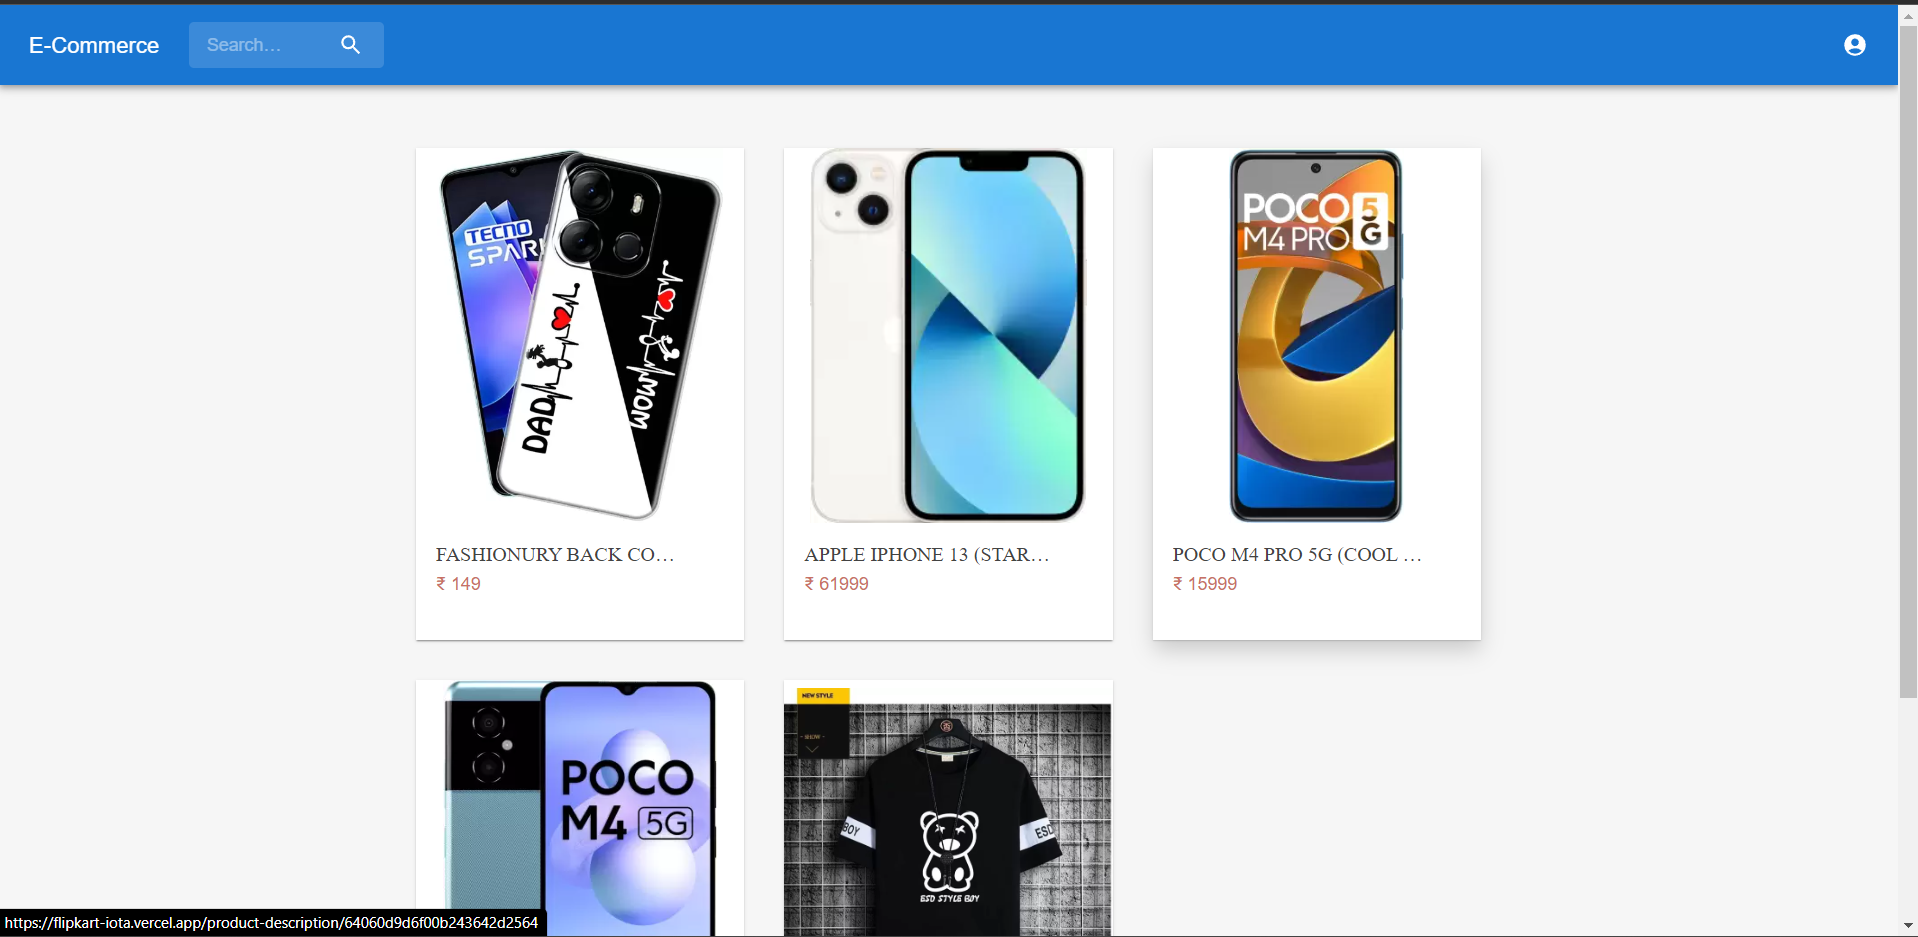 E-Commerce
Search...
TECNO
SPARK
DAD
MOM
POCO 5
M4 PRO G
FASHIONURY BACK CO...
₹ 149
APPLE IPHONE 13 (STAR...
₹ 61999
POCO M4 PRO 5G (COOL ...
₹ 15999
POCO
M4 5G
NEW STYLE
BOY
ESD
ESD STYLE BOY
https://flipkart-iota.vercel.app/product-description/64060d9d6f00b243642d2564